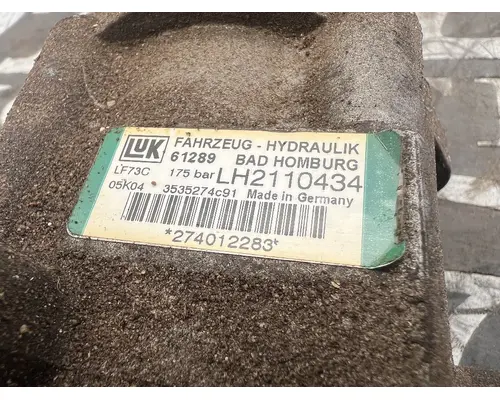 LuK FAHRZEUG - HYDRAULIK
61289 BAD HOMBURG
LF73C 175 bar LH2110434
05K04 3535274c91 Made in Germany
*274012283*